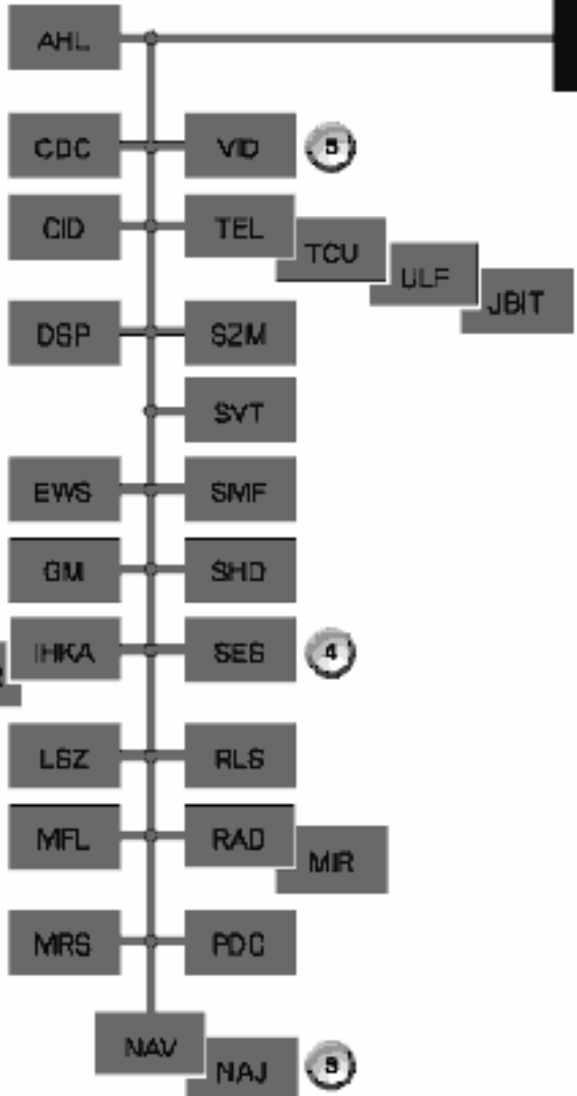 AHL
CDC VID 5
CID TEL TCU ULF JBIT
DSP SZM
SVT
EWS SMF
GM SHD
IHKA SES 4
LSZ RLS
MFL RAD MIR
MRS PDC
NAV NAJ 3